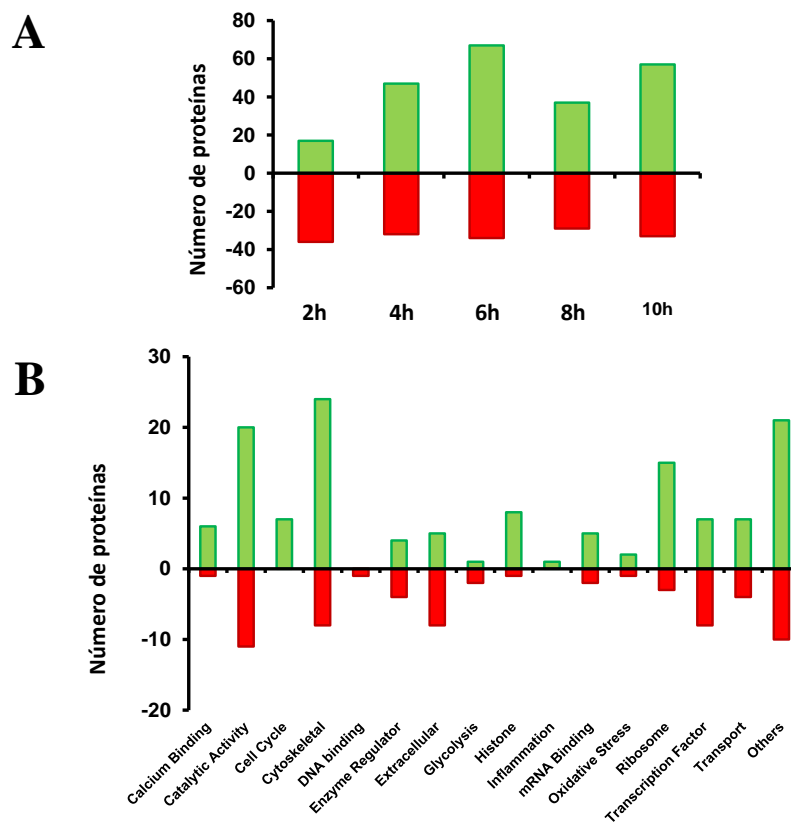 A
Número de proteínas
80
60
40
20
0
-20
-40
-60
2h 4h 6h 8h 10h
B
Número de proteínas
30
20
10
0
-10
-20
Calcium Binding
Catalytic Activity
Cell Cycle
Cytoskeletal
DNA binding
Enzyme Regulator
Extracellular
Glycolysis
Histone
Inflammation
mRNA Binding
Oxidative Stress
Ribosome
Transcription Factor
Transport
Others